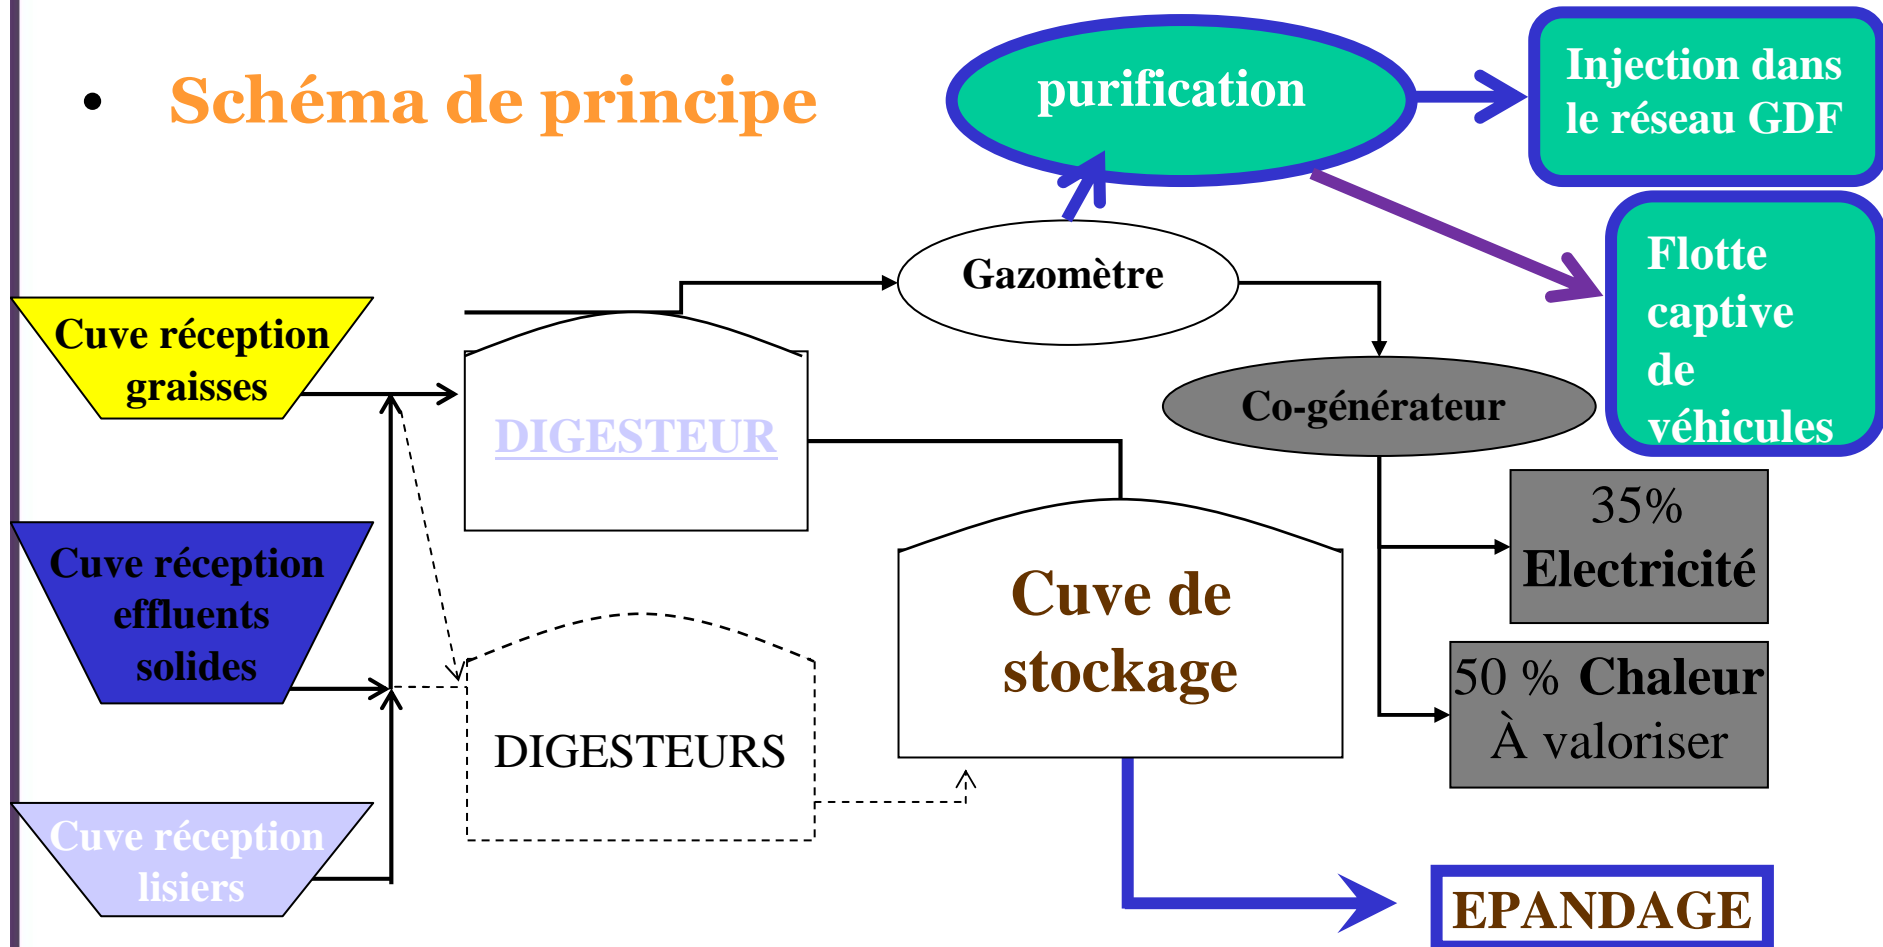 • Schéma de principe
purification
Injection dans
le réseau GDF
Gazomètre
Flotte
captive
de
véhicules
Cuve réception
graisses
DIGESTEUR
Co-générateur
35%
Electricité
Cuve réception
effluents
solides
Cuve de
stockage
50 % Chaleur
À valoriser
DIGESTEURS
Cuve réception
lisiers
EPANDAGE